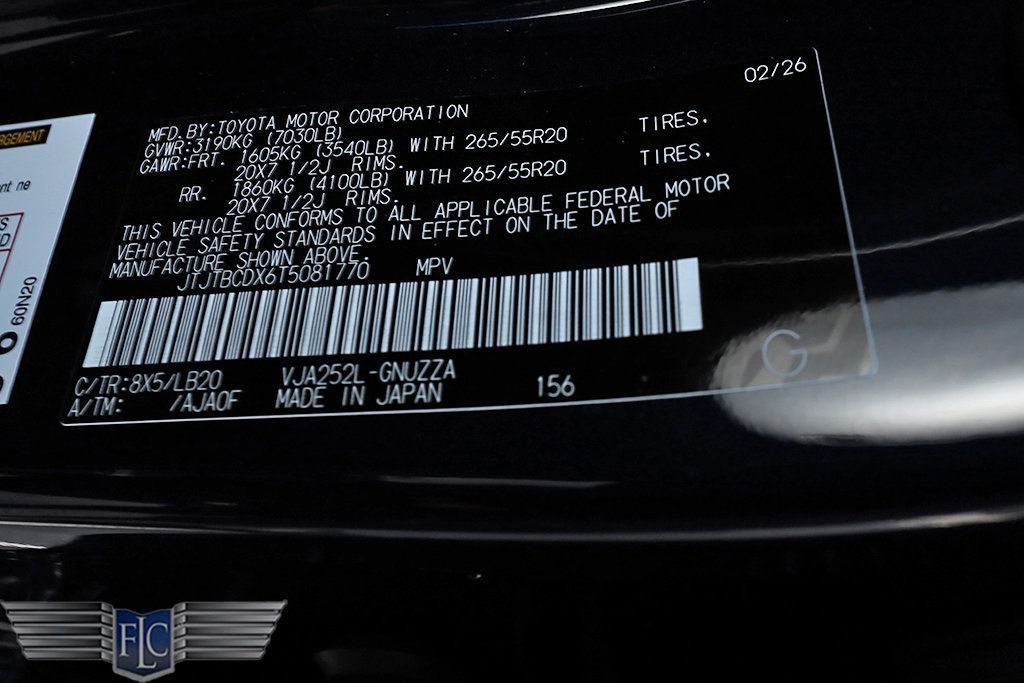 02/26
MFD.BY:TOYOTA MOTOR CORPORATION
GVWR:3190KG (7030LB)
GAWR:FRT. 1605KG (3540LB) WITH 265/55R20 TIRES.
20X7 1/2J RIMS.
RR. 1860KG (4100LB) WITH 265/55R20 TIRES.
20X7 1/2J RIMS.
THIS VEHICLE CONFORMS TO ALL APPLICABLE FEDERAL MOTOR
VEHICLE SAFETY STANDARDS IN EFFECT ON THE DATE OF
MANUFACTURE SHOWN ABOVE.
JTJTBCDX6T5081770 MPV
C/TR:8X5/LB20 VJA252L-GNUZZA 156
A/TM: /AJA0F MADE IN JAPAN
G
60N20
FLC